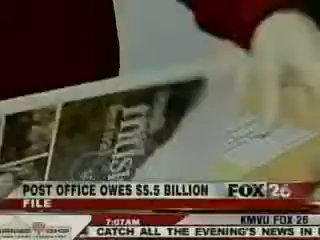 POST OFFICE OWES $5.5 BILLION
FOX 26
FILE
7:07AM
KMVU FOX 26
CATCH ALL THE EVENING'S NEWS IN